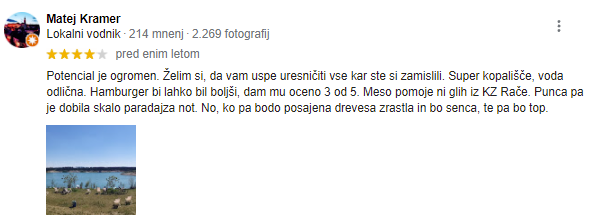 Matej Kramer
Lokalni vodnik · 214 mnenj · 2.269 fotografij
pred enim letom
Potencial je ogromen. Želim si, da vam uspe uresničiti vse kar ste si zamislili. Super kopališče, voda
odlična. Hamburger bi lahko bil boljši, dam mu oceno 3 od 5. Meso pomoje ni glih iz KZ Rače. Punca pa
je dobila skalo paradajza not. No, ko pa bodo posajena drevesa zrastla in bo senca, te pa bo top.